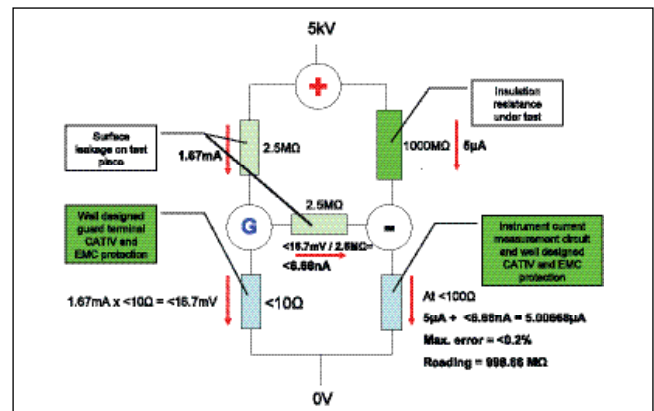 5kV
+
Insulation
resistance
under test
Surface
leakage on test
piece
1.67mA
2.5MΩ
1000MΩ
5µA
2.5MΩ
G
-
Well designed
guard terminal
CATIV and
EMC protection
<16.7mV / 2.5MΩ=
<6.68nA
Instrument current
measurement circuit
and well designed
CATIV and EMC
protection
1.67mA x <10Ω = <16.7mV
<10Ω
At <100Ω
5µA + <6.68nA = 5.00668µA
Max. error = <0.2%
Reading = 998.66 MΩ
0V